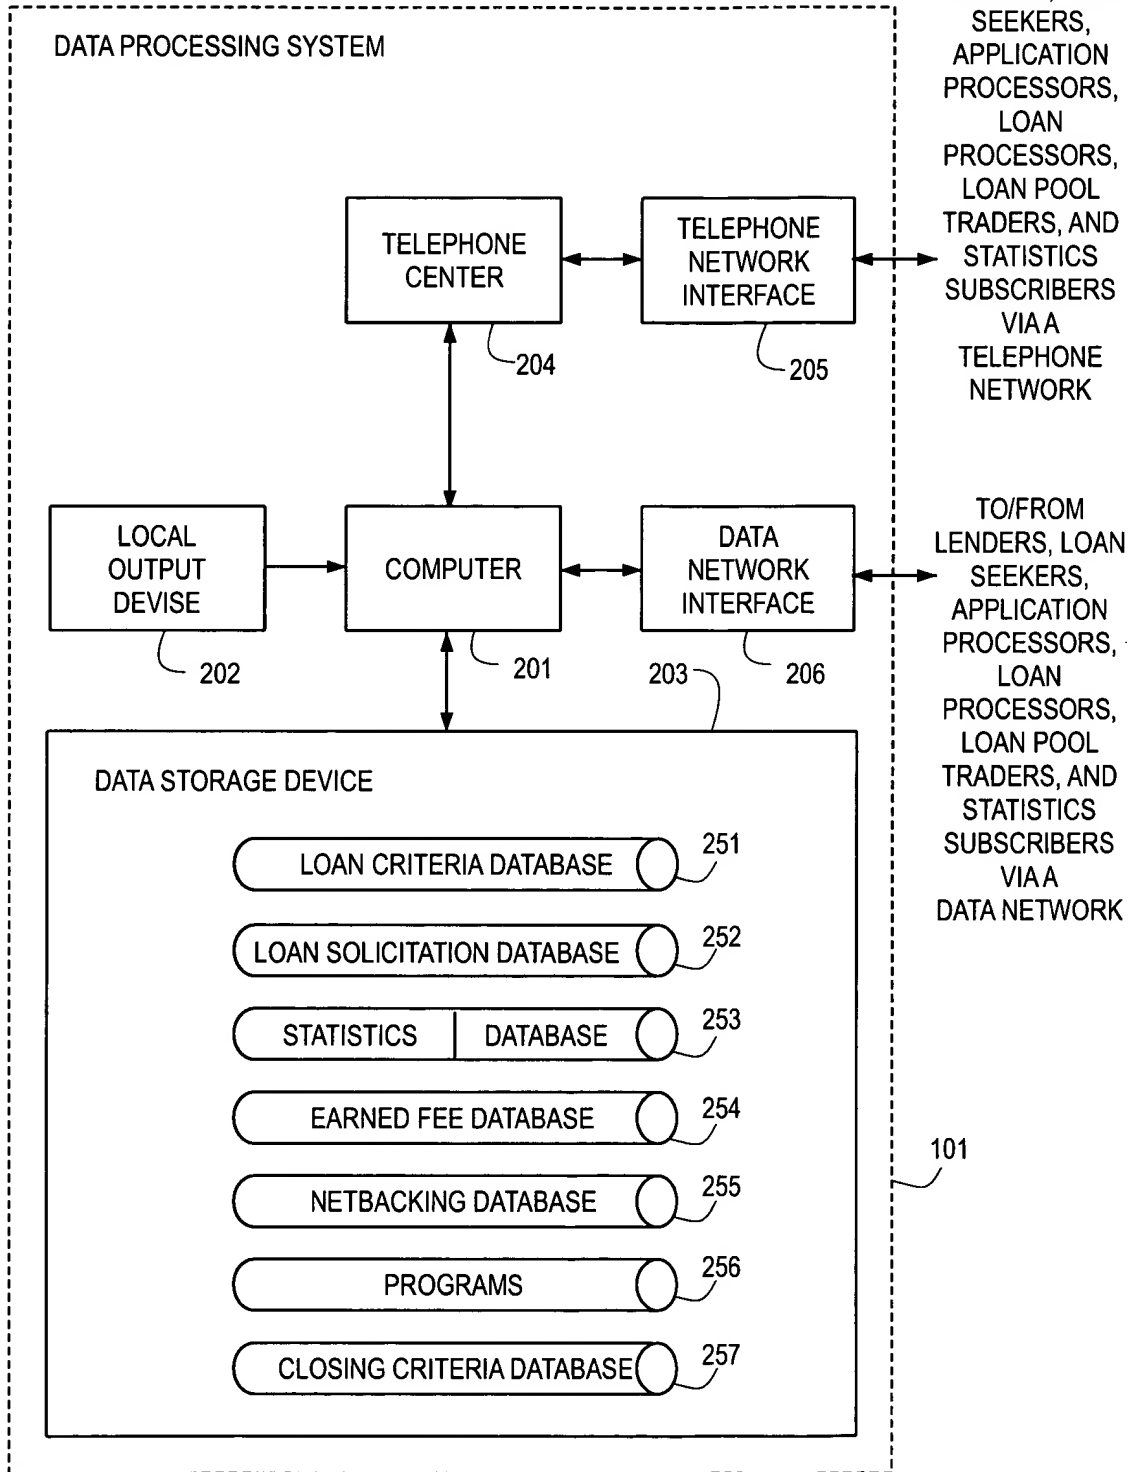 DATA PROCESSING SYSTEM
SEEKERS,
APPLICATION
PROCESSORS,
LOAN
PROCESSORS,
LOAN POOL
TRADERS, AND
STATISTICS
SUBSCRIBERS
VIA A
TELEPHONE
NETWORK
TELEPHONE
CENTER
204
TELEPHONE
NETWORK
INTERFACE
205
LOCAL
OUTPUT
DEVISE
202
COMPUTER
201
DATA
NETWORK
INTERFACE
206
TO/FROM
LENDERS, LOAN
SEEKERS,
APPLICATION
PROCESSORS,
LOAN
PROCESSORS,
LOAN POOL
TRADERS, AND
STATISTICS
SUBSCRIBERS
VIA A
DATA NETWORK
203
DATA STORAGE DEVICE
LOAN CRITERIA DATABASE
251
LOAN SOLICITATION DATABASE
252
STATISTICS DATABASE
253
EARNED FEE DATABASE
254
NETBACKING DATABASE
255
PROGRAMS
256
CLOSING CRITERIA DATABASE
257
101